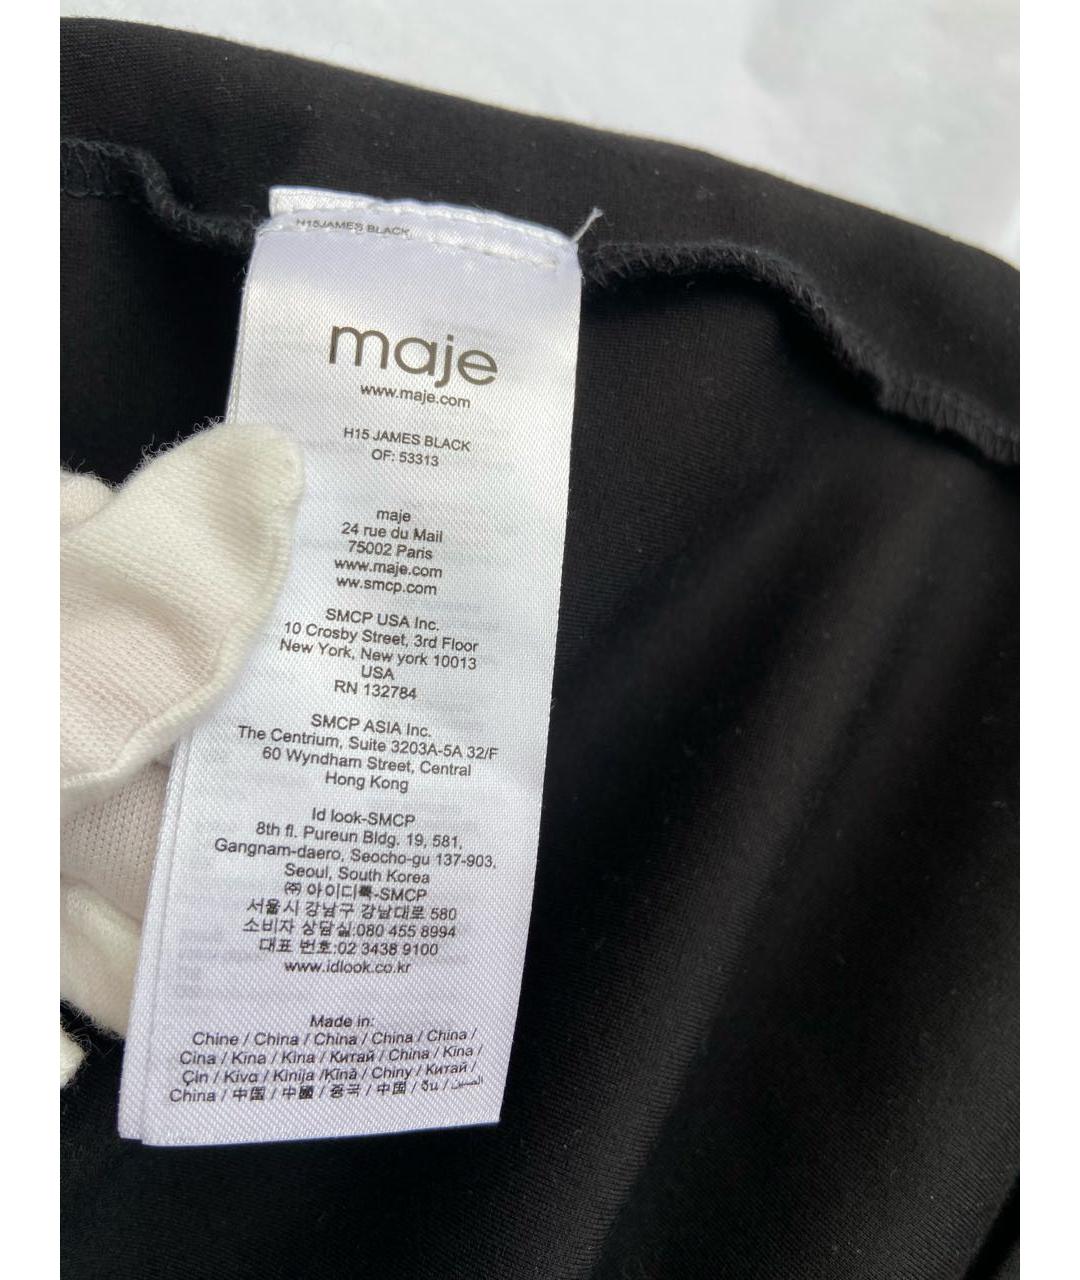 H15JAMES BLACK
maje
www.maje.com
H15 JAMES BLACK
OF: 53313
maje
24 rue du Mail
75002 Paris
www.maje.com
ww.smcp.com
SMCP USA Inc.
10 Crosby Street, 3rd Floor
New York, New york 10013
USA
RN 132784
SMCP ASIA Inc.
The Centrium, Suite 3203A-5A 32/F
60 Wyndham Street, Central
Hong Kong
Id look-SMCP
8th fl. Pureun Bldg. 19, 581,
Gangnam-daero, Seocho-gu 137-903,
Seoul, South Korea
㈜ 아이디룩-SMCP
서울시 강남구 강남대로 580
소비자 상담실:080 455 8994
대표 번호:02 3438 9100
www.idlook.co.kr
Made in:
Chine / China / China / China / China /
Cina / Kina / Kina / Китай / China / Kina /
Çin / Kίνα / Kinija /Kīnā / Chiny / Китай /
China / 中国 / 中國 / 중국 / 中国 / จีน / الصين